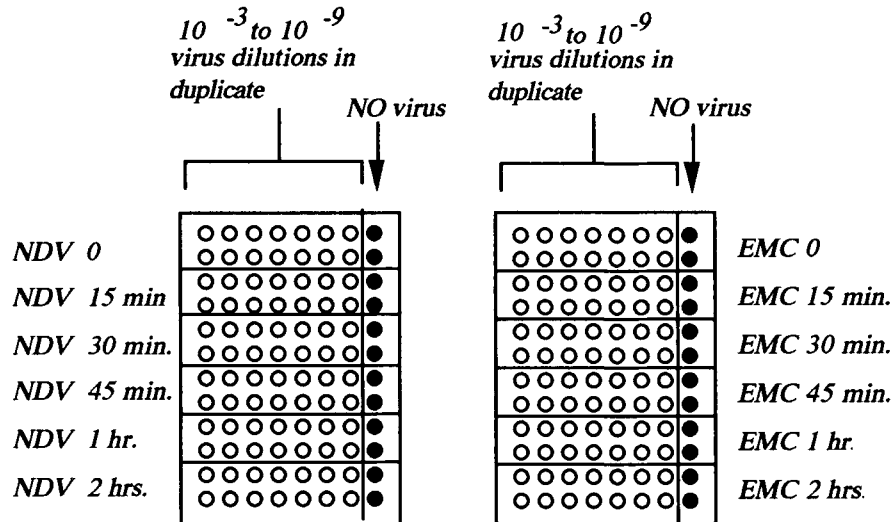 10 -3 to 10 -9
virus dilutions in
duplicate
NO virus
10 -3 to 10 -9
virus dilutions in
duplicate
NO virus
NDV 0
NDV 15 min
NDV 30 min.
NDV 45 min.
NDV 1 hr.
NDV 2 hrs.
EMC 0
EMC 15 min.
EMC 30 min.
EMC 45 min.
EMC 1 hr.
EMC 2 hrs.